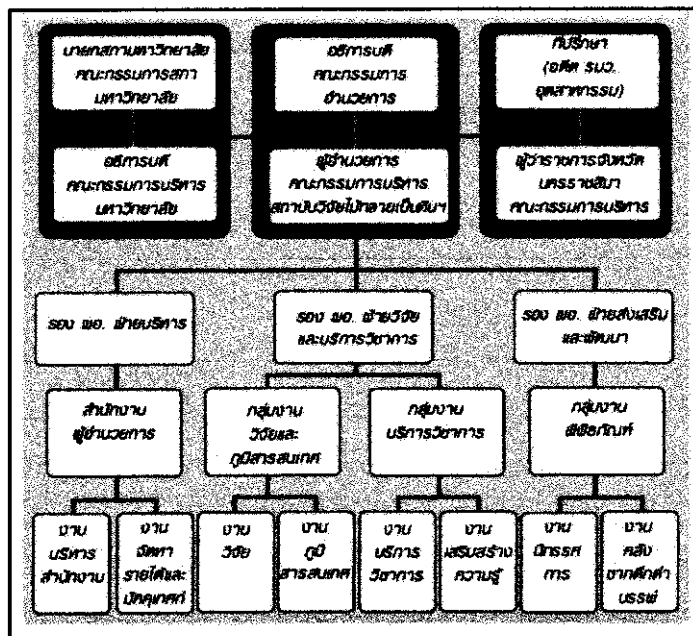 นายกสภามหาวิทยาลัย
คณะกรรมการสภา
มหาวิทยาลัย
อธิการบดี
คณะกรรมการ
อำนวยการ
ที่ปรึกษา
(อดีต รมว.
อุตสาหกรรม)
อธิการบดี
คณะกรรมการบริหาร
มหาวิทยาลัย
ผู้อำนวยการ
คณะกรรมการบริหาร
สถาบันวิจัยไม้กลายเป็นหินฯ
ผู้ว่าราชการจังหวัด
นครราชสีมา
คณะกรรมการบริหาร
รอง ผอ. ฝ่ายบริหาร
รอง ผอ. ฝ่ายวิจัย
และบริการวิชาการ
รอง ผอ. ฝ่ายส่งเสริม
และพัฒนา
สำนักงาน
ผู้อำนวยการ
กลุ่มงาน
วิจัยและ
ภูมิสารสนเทศ
กลุ่มงาน
บริการวิชาการ
กลุ่มงาน
พิพิธภัณฑ์
งาน
บริหาร
สำนักงาน
งาน
จัดหา
รายได้และ
มัคคุเทศก์
งาน
วิจัย
งาน
ภูมิ
สารสนเทศ
งาน
บริการ
วิชาการ
งาน
เสริมสร้าง
ความรู้
งาน
นิทรรศ
การ
งาน
คลัง
ซากดึกดำ
บรรพ์